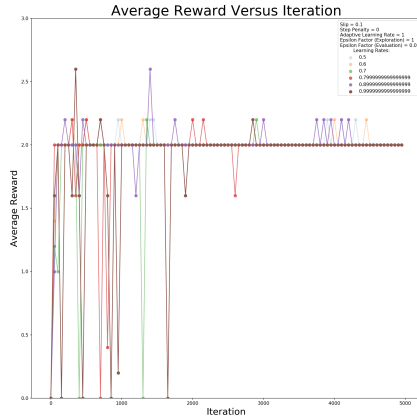 Average Reward Versus Iteration
Slip = 0.1
Step Penalty = 0
Adaptive Learning Rate = 1
Epsilon Factor (Exploration) = 1
Epsilon Factor (Evaluation) = 0.0
Learning Rates:
0.5
0.6
0.7
0.7999999999999999
0.8999999999999999
0.9999999999999999
Average Reward
3.0
2.5
2.0
1.5
1.0
0.5
0.0
0
1000
2000
3000
4000
5000
Iteration